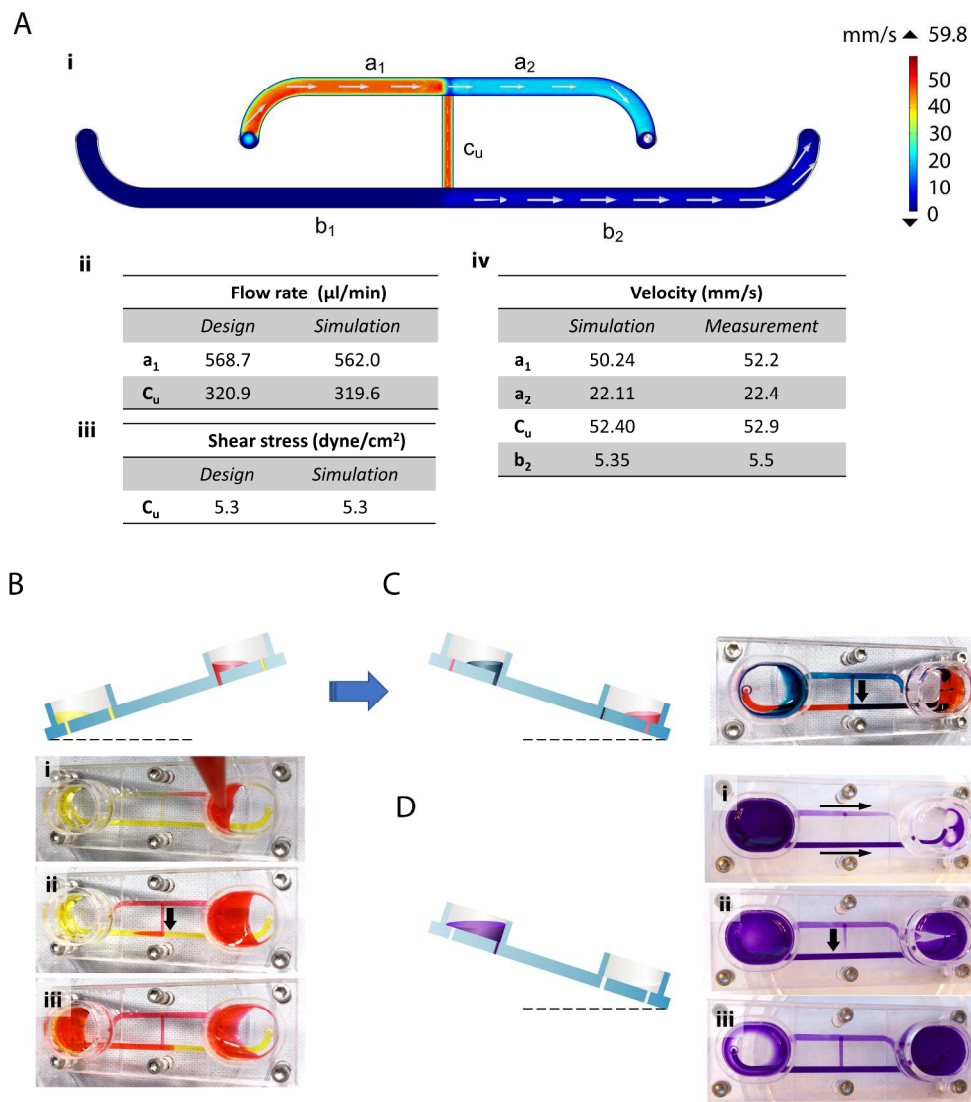 A
mm/s ▲ 59.8
i
a₁
a₂
50
40
30
20
10
0
▼
cᵤ
b₁
b₂
ii
Flow rate (µl/min)
Design Simulation
a₁ 568.7 562.0
Cᵤ 320.9 319.6
iii
Shear stress (dyne/cm²)
Design Simulation
Cᵤ 5.3 5.3
iv
Velocity (mm/s)
Simulation Measurement
a₁ 50.24 52.2
a₂ 22.11 22.4
Cᵤ 52.40 52.9
b₂ 5.35 5.5
B
i
ii
iii
C
D
i
ii
iii